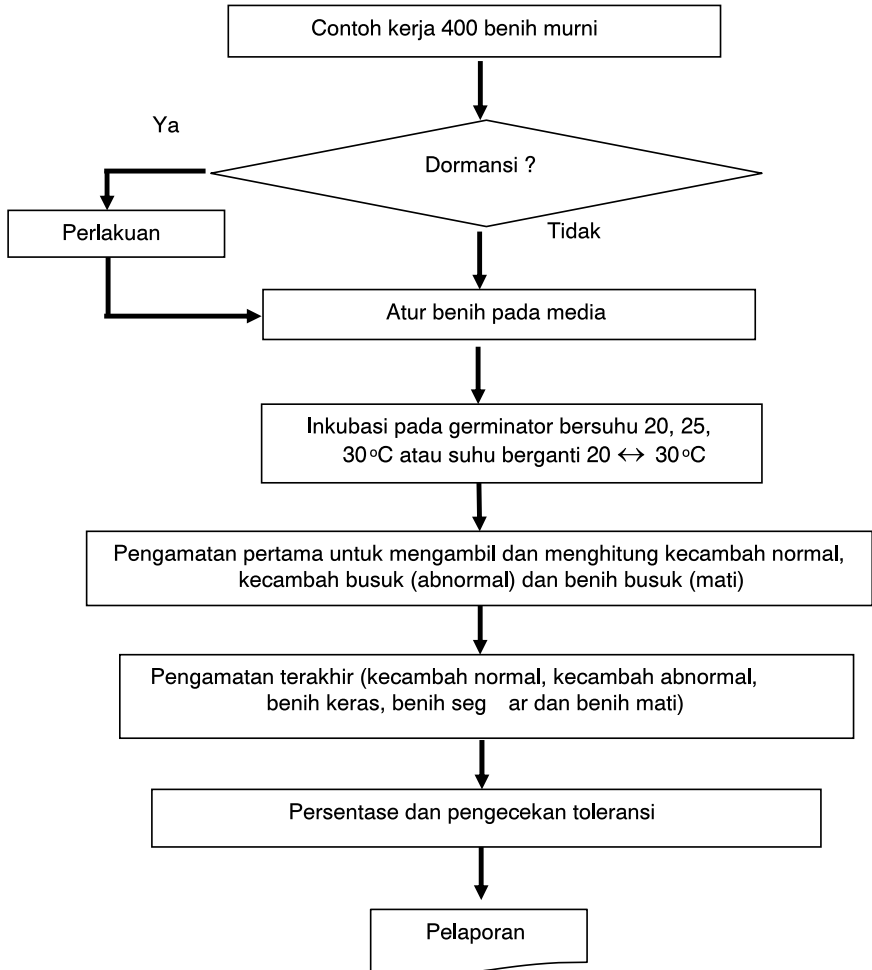 Contoh kerja 400 benih murni
Ya
Dormansi ?
Tidak
Perlakuan
Atur benih pada media
Inkubasi pada germinator bersuhu 20, 25,
30°C atau suhu berganti 20 ↔ 30°C
Pengamatan pertama untuk mengambil dan menghitung kecambah normal,
kecambah busuk (abnormal) dan benih busuk (mati)
Pengamatan terakhir (kecambah normal, kecambah abnormal,
benih keras, benih seg ar dan benih mati)
Persentase dan pengecekan toleransi
Pelaporan